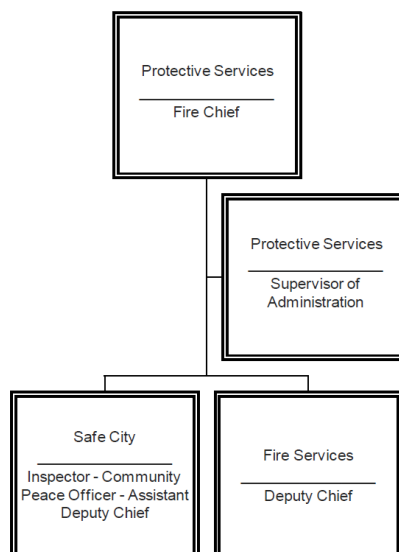 Protective Services
Fire Chief
Protective Services
Supervisor of
Administration
Safe City
Inspector - Community
Peace Officer - Assistant
Deputy Chief
Fire Services
Deputy Chief